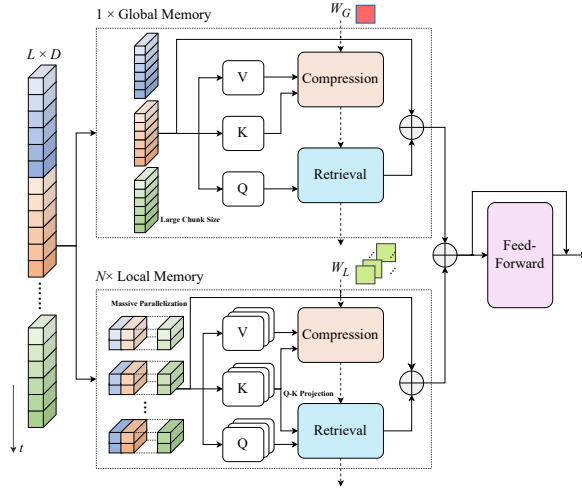 1 × Global Memory
W_G
L × D
V
Compression
K
Q
Retrieval
Large Chunk Size
Feed-
Forward
N× Local Memory
W_L
Massive Parallelization
V
Compression
K
Q-K Projection
Q
Retrieval
t